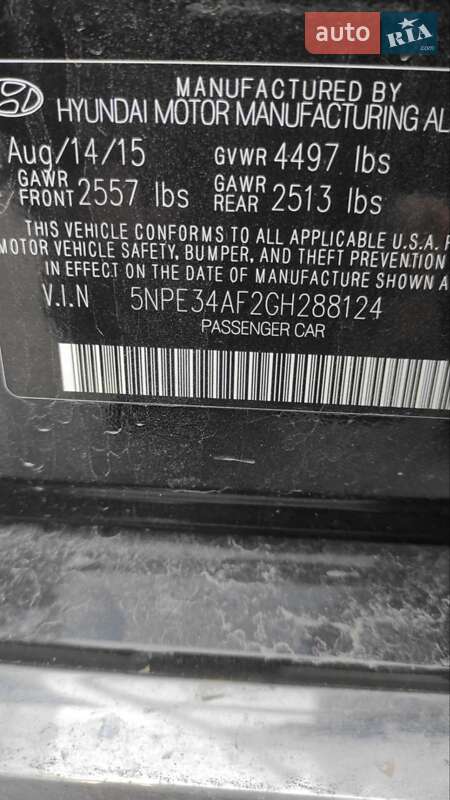 auto RIA .com
MANUFACTURED BY
HYUNDAI MOTOR MANUFACTURING AL
Aug/14/15 GVWR 4497 lbs
GAWR FRONT 2557 lbs GAWR REAR 2513 lbs
THIS VEHICLE CONFORMS TO ALL APPLICABLE U.S.A. F
MOTOR VEHICLE SAFETY, BUMPER, AND THEFT PREVENTION
IN EFFECT ON THE DATE OF MANUFACTURE SHOWN A
V.I.N 5NPE34AF2GH288124
PASSENGER CAR